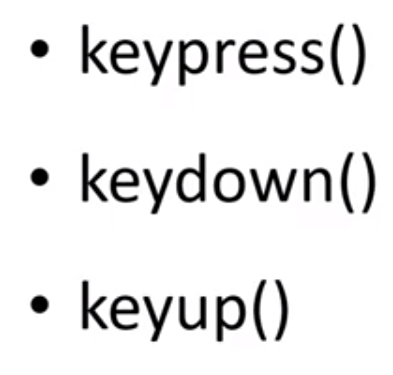 • keypress()
• keydown()
• keyup()